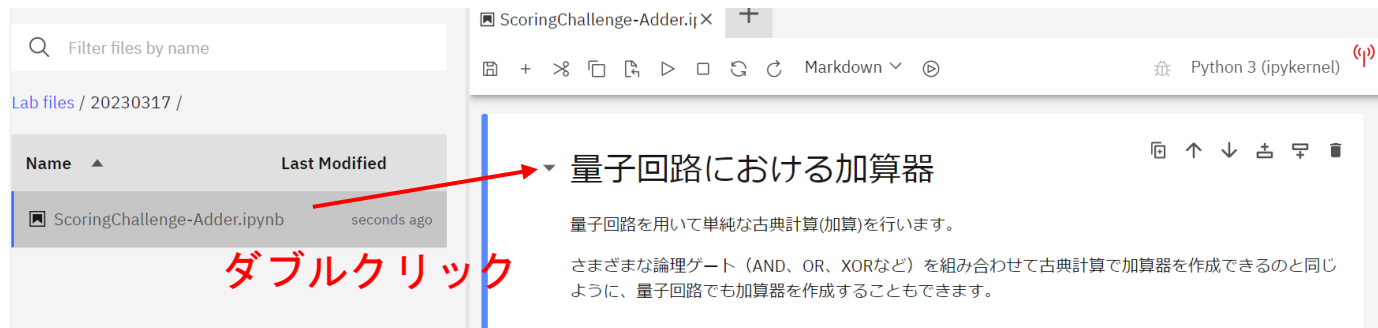 ScoringChallenge-Adder.i
Filter files by name
Markdown
Python 3 (ipykernel)
Lab files / 20230317 /
Name Last Modified
ScoringChallenge-Adder.ipynb seconds ago
ダブルクリック
量子回路における加算器
量子回路を用いて単純な古典計算(加算)を行います。
さまざまな論理ゲート（AND、OR、XORなど）を組み合わせて古典計算で加算器を作成できるのと同じ
ように、量子回路でも加算器を作成することもできます。